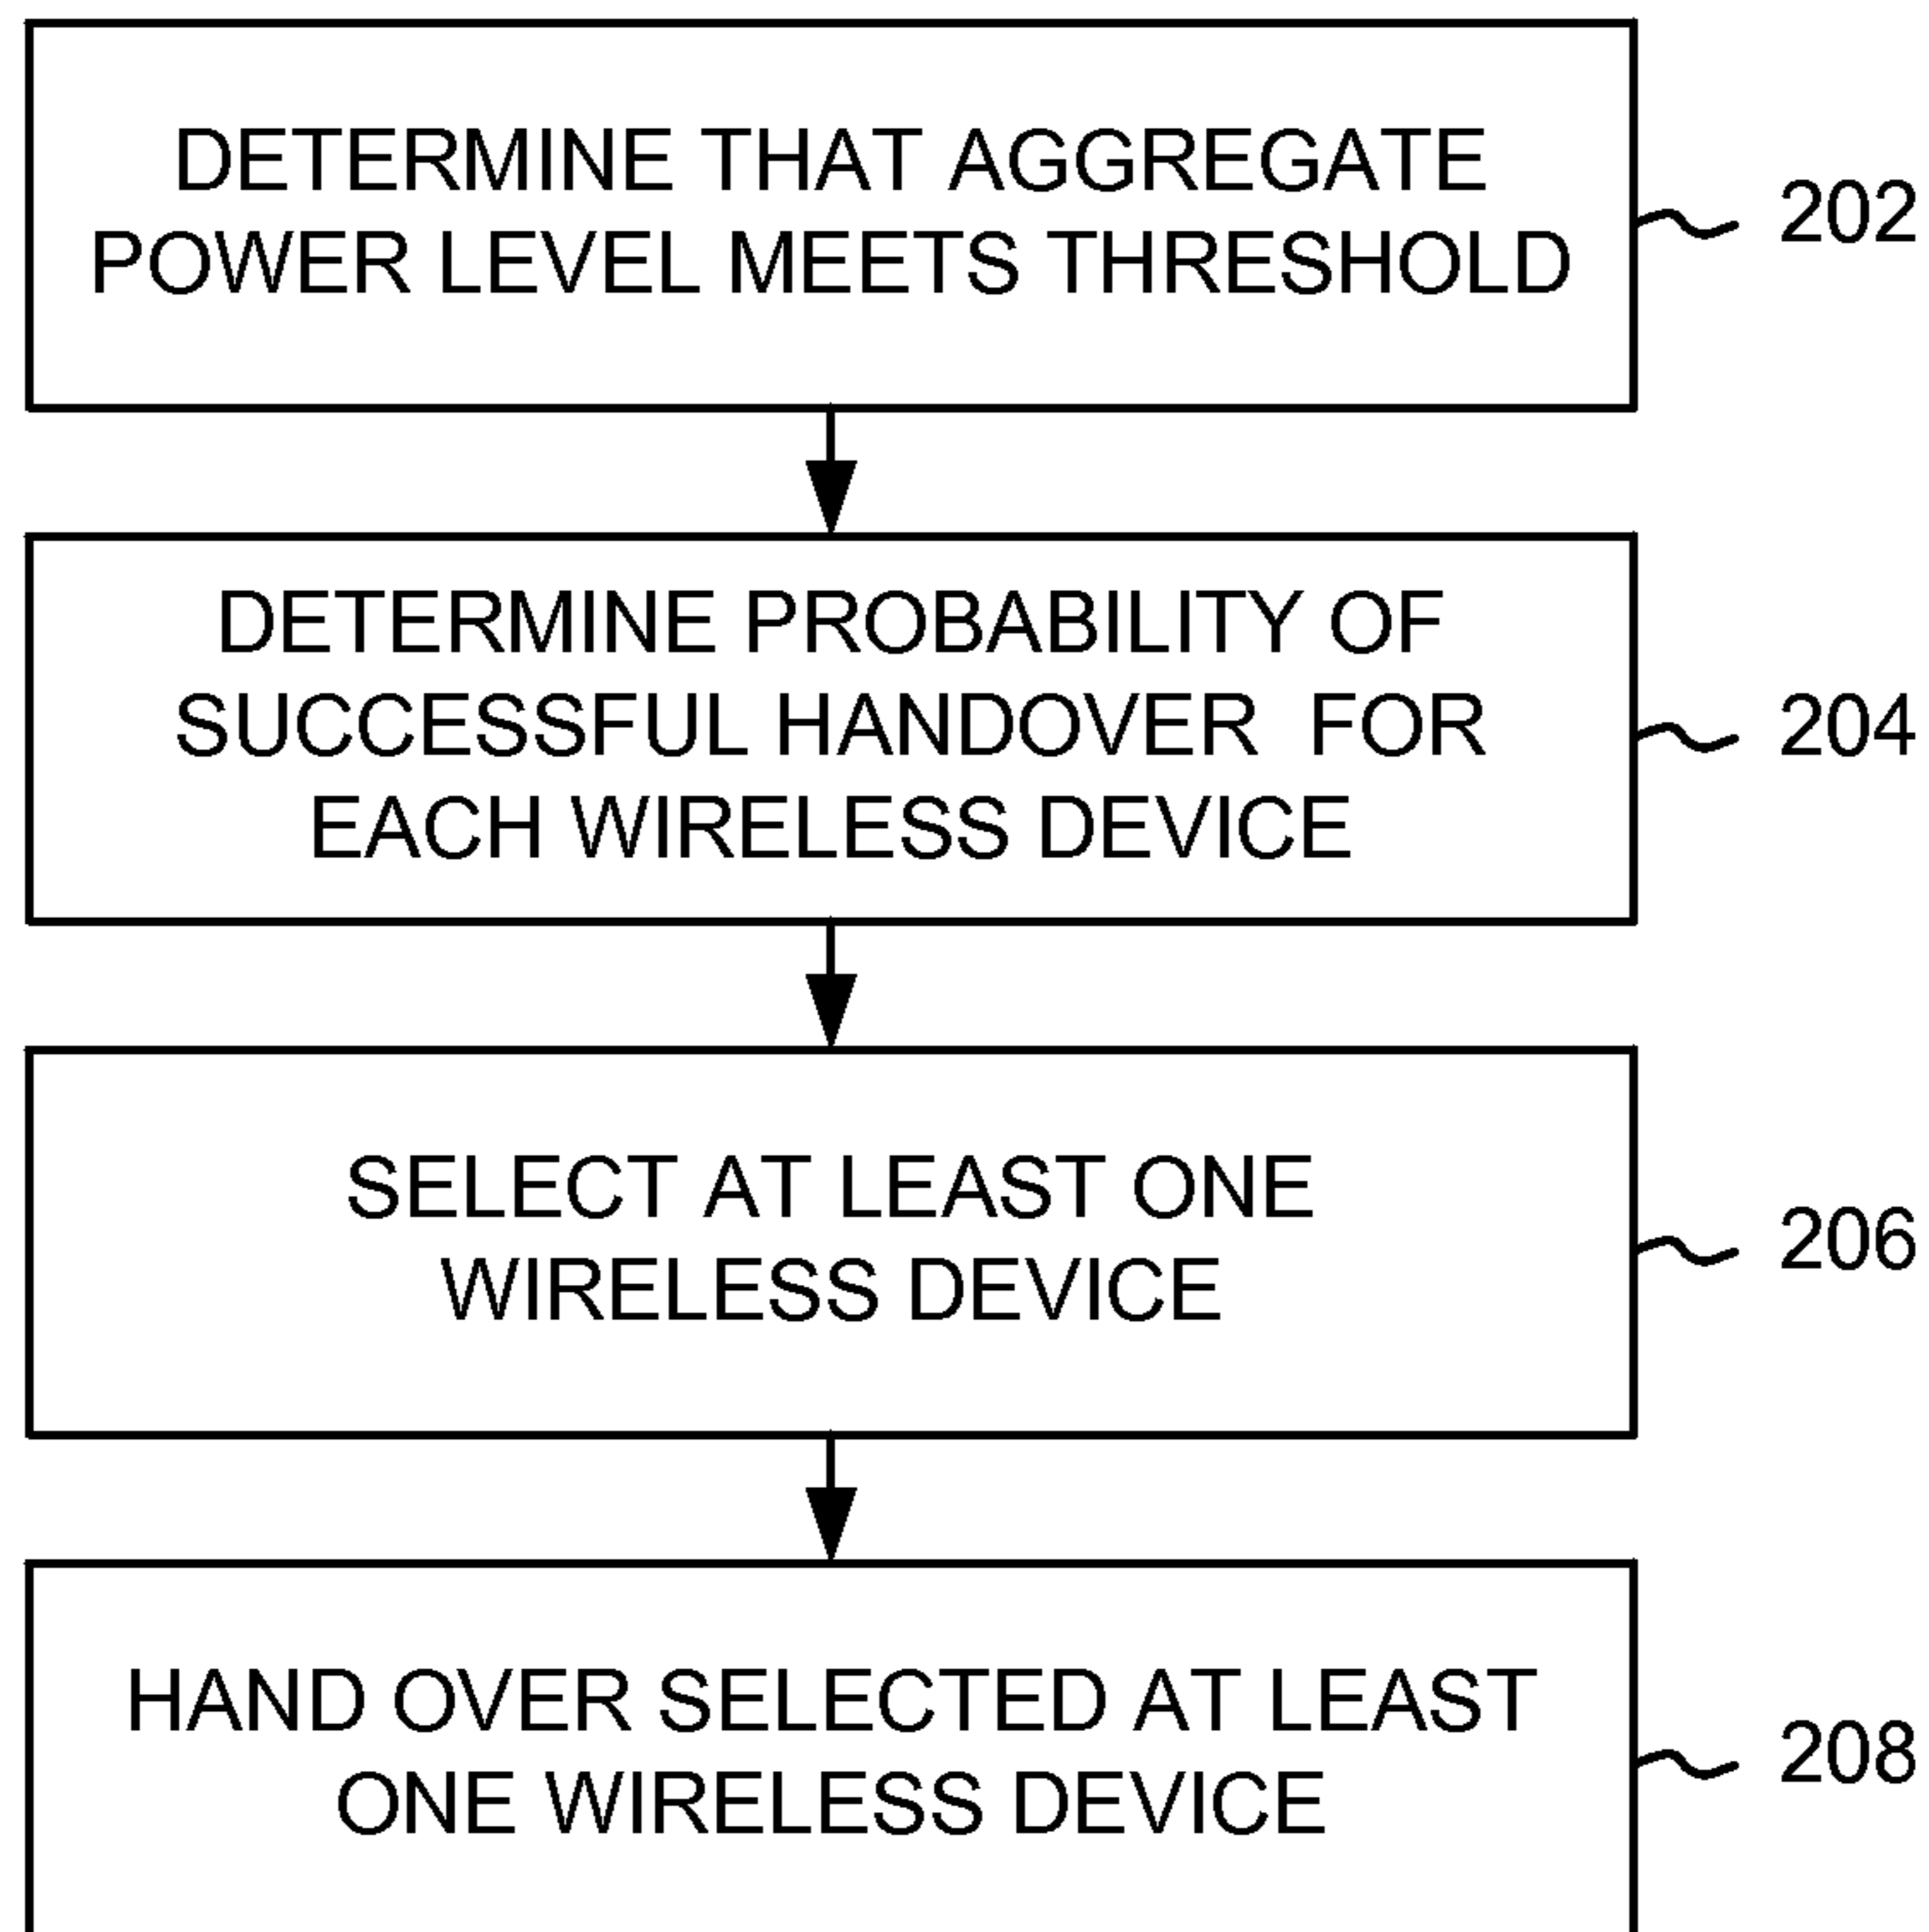 DETERMINE THAT AGGREGATE
POWER LEVEL MEETS THRESHOLD
202
DETERMINE PROBABILITY OF
SUCCESSFUL HANDOVER FOR
EACH WIRELESS DEVICE
204
SELECT AT LEAST ONE
WIRELESS DEVICE
206
HAND OVER SELECTED AT LEAST
ONE WIRELESS DEVICE
208